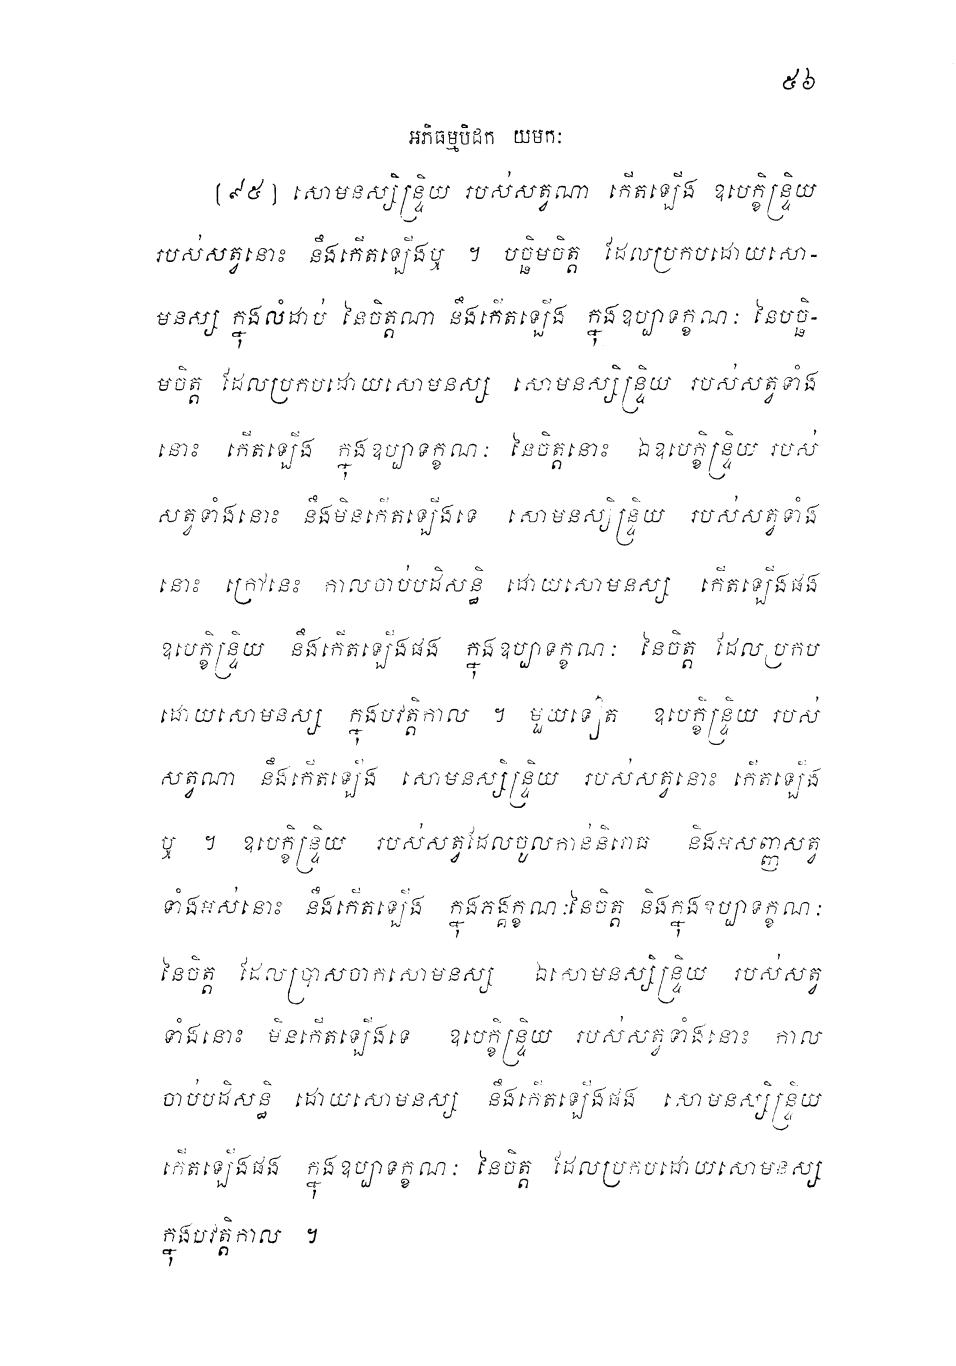 ៥៦
អភិធម្មបិដក យមកៈ
(៩៥) សោមនស្សិន្ទ្រិយ របស់សត្វណា កើតឡើង ឧបេក្ខិន្ទ្រិយ
របស់សត្វនោះ នឹងកើតឡើងឬ ។ បច្ឆិមចិត្ត ដែលប្រកបដោយសោ-
មនស្ស ក្នុងលំដាប់ នៃចិត្តណា នឹងកើតឡើង ក្នុងឧប្បាទក្ខណៈ នៃបច្ឆិ-
មចិត្ត ដែលប្រកបដោយសោមនស្ស សោមនស្សិន្ទ្រិយ របស់សត្វទាំង
នោះ កើតឡើង ក្នុងឧប្បាទក្ខណៈ នៃចិត្តនោះ ឯឧបេក្ខិន្ទ្រិយ របស់
សត្វទាំងនោះ នឹងមិនកើតឡើងទេ សោមនស្សិន្ទ្រិយ របស់សត្វទាំង
នោះ ក្រៅនេះ កាលចាប់បដិសន្ធិ ដោយសោមនស្ស កើតឡើងផង
ឧបេក្ខិន្ទ្រិយ នឹងកើតឡើងផង ក្នុងឧប្បាទក្ខណៈ នៃចិត្ត ដែលប្រកប
ដោយសោមនស្ស ក្នុងបវត្តិកាល ។ មួយទៀត ឧបេក្ខិន្ទ្រិយ របស់
សត្វណា នឹងកើតឡើង សោមនស្សិន្ទ្រិយ របស់សត្វនោះ កើតឡើង
ឬ ។ ឧបេក្ខិន្ទ្រិយ របស់សត្វដែលចូលកាន់និរោធ និងអសញ្ញសត្វ
ទាំងអស់នោះ នឹងកើតឡើង ក្នុងភង្គក្ខណៈនៃចិត្ត និងក្នុងឧប្បាទក្ខណៈ
នៃចិត្ត ដែលប្រាសចាកសោមនស្ស ឯសោមនស្សិន្ទ្រិយ របស់សត្វ
ទាំងនោះ មិនកើតឡើងទេ ឧបេក្ខិន្ទ្រិយ របស់សត្វទាំងនោះ កាល
ចាប់បដិសន្ធិ ដោយសោមនស្ស នឹងកើតឡើងផង សោមនស្សិន្ទ្រិយ
កើតឡើងផង ក្នុងឧប្បាទក្ខណៈ នៃចិត្ត ដែលប្រកបដោយសោមនស្ស
ក្នុងបវត្តិកាល ។